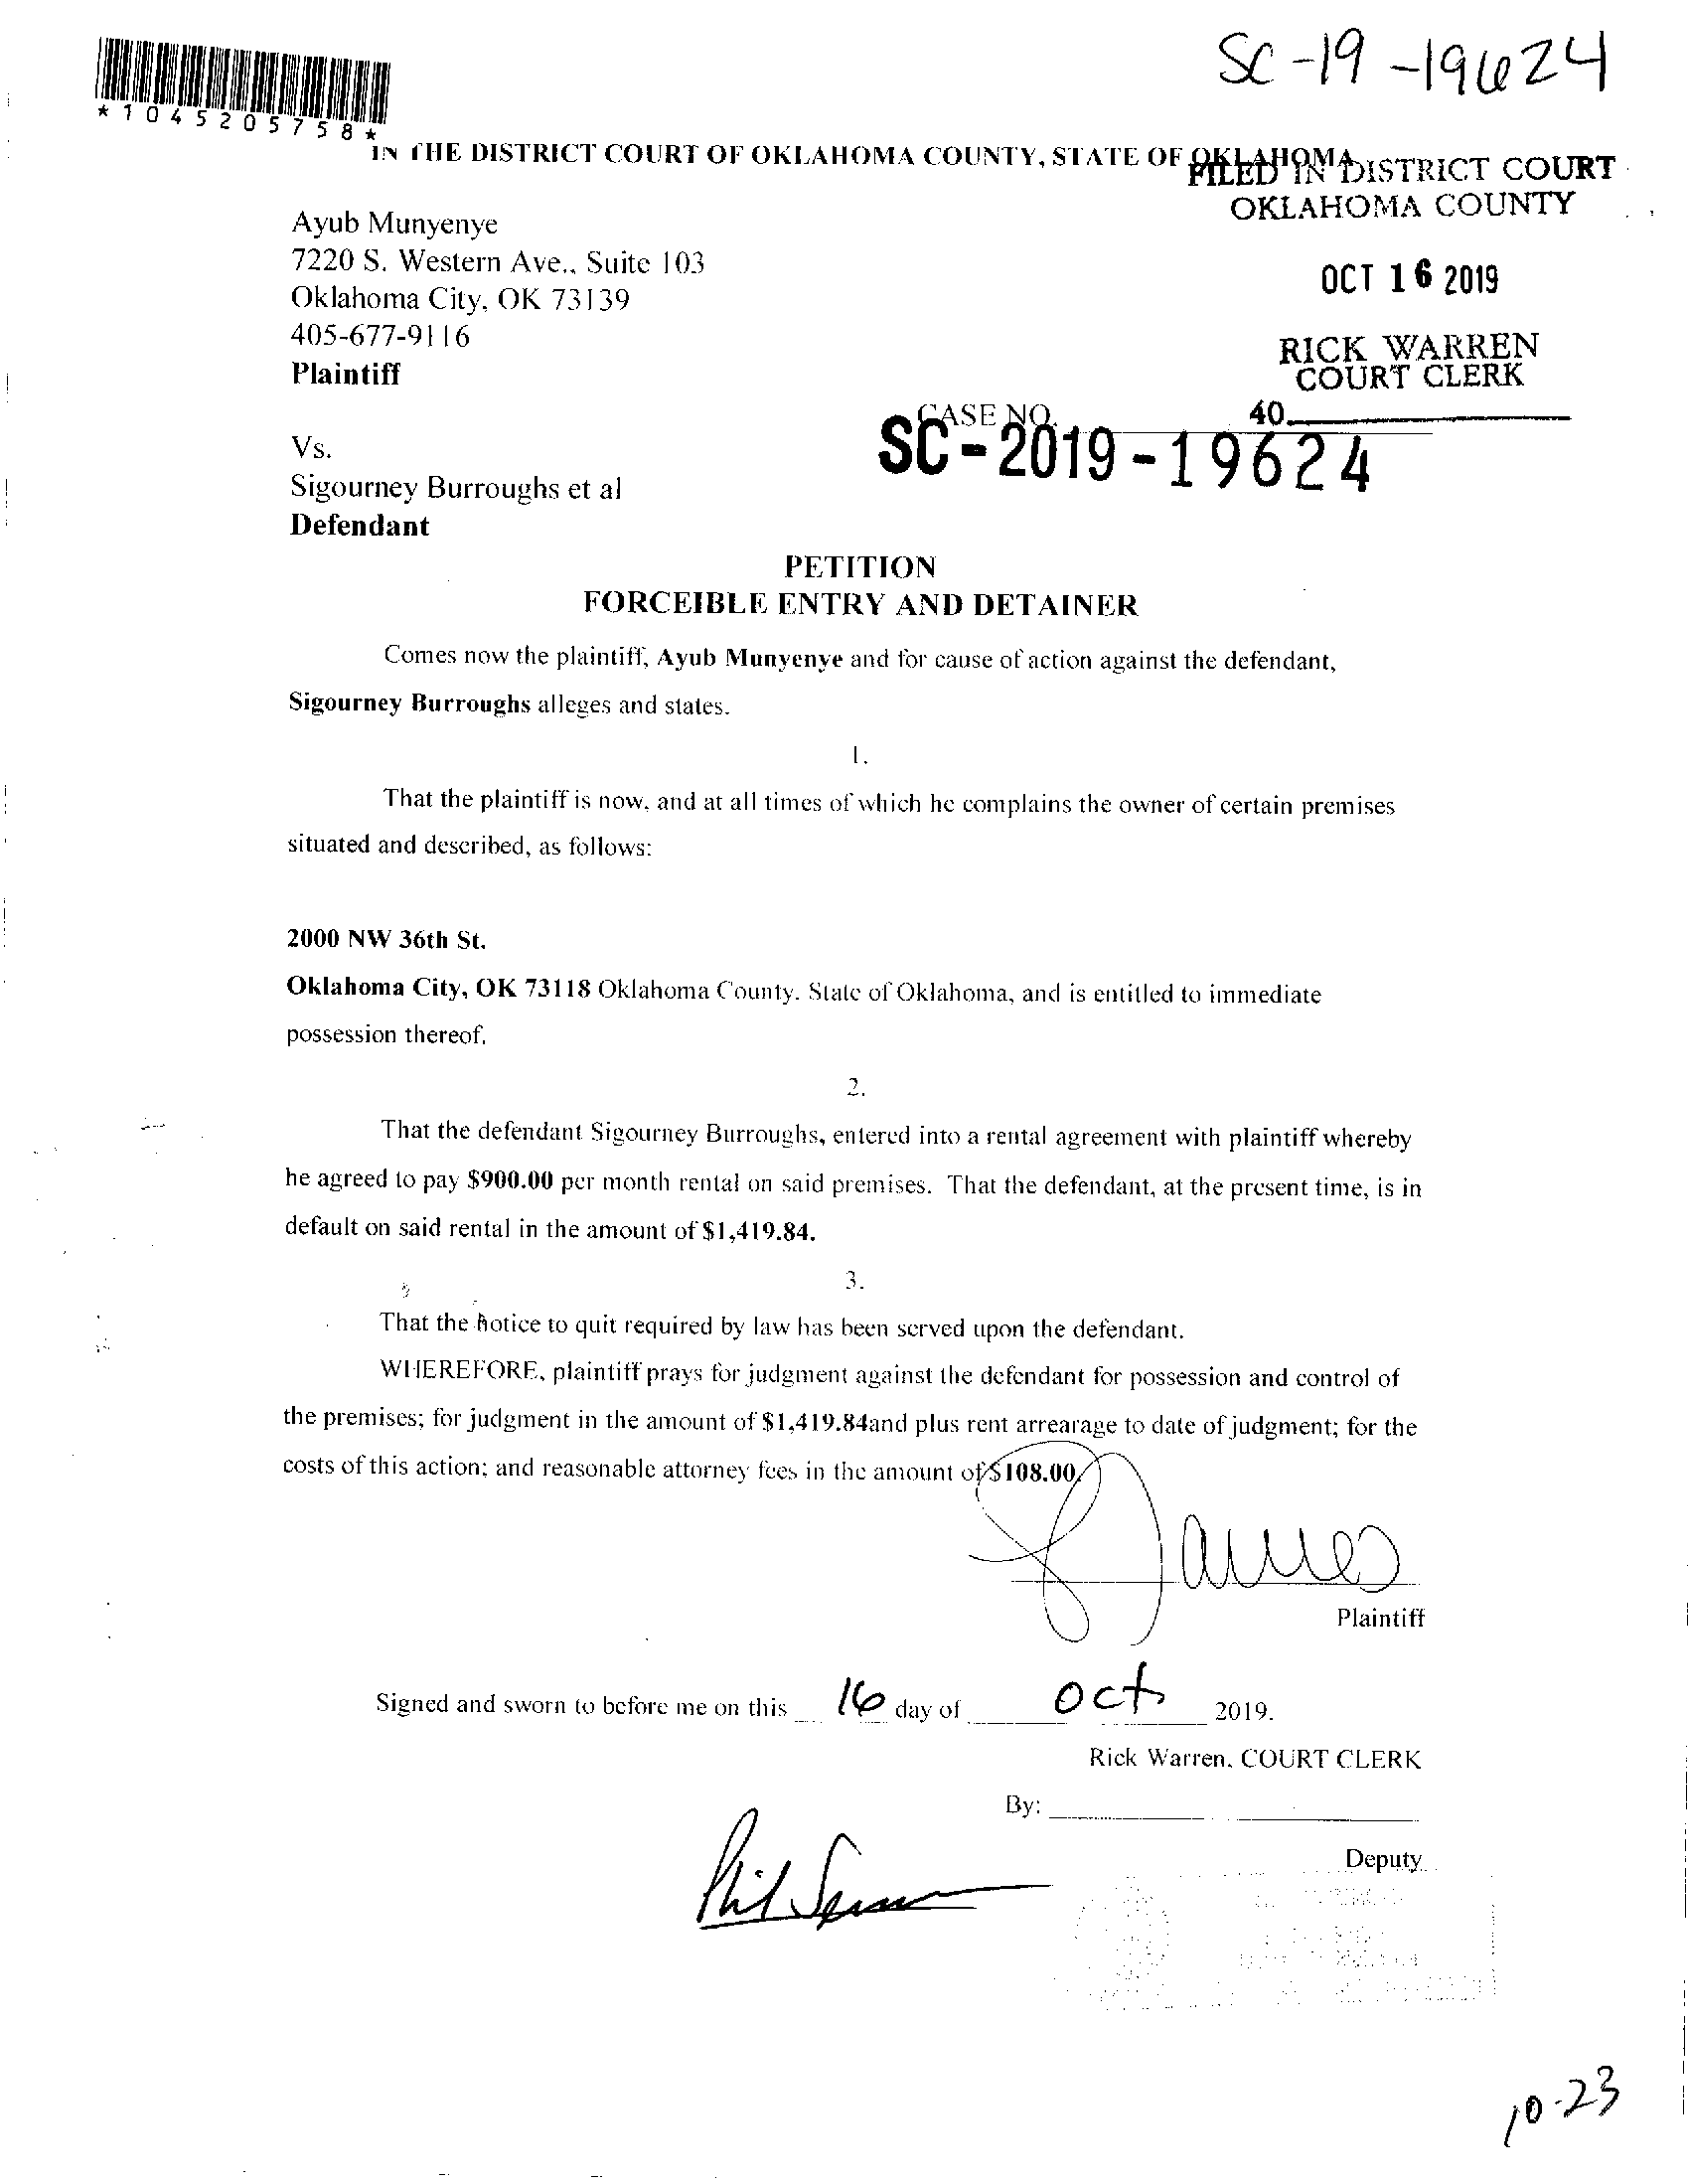 SC-19-19624
*1045205758*
IN THE DISTRICT COURT OF OKLAHOMA COUNTY, STATE OF OKLAHOMA
FILED IN DISTRICT COURT
OKLAHOMA COUNTY
Ayub Munyenye
7220 S. Western Ave., Suite 103
Oklahoma City, OK 73139
405-677-9116
Plaintiff
OCT 16 2019
RICK WARREN
COURT CLERK
40.
CASE NO.
SC-2019-19624
Vs.
Sigourney Burroughs et al
Defendant
PETITION
FORCEIBLE ENTRY AND DETAINER
Comes now the plaintiff, Ayub Munyenye and for cause of action against the defendant,
Sigourney Burroughs alleges and states.
1.
That the plaintiff is now, and at all times of which he complains the owner of certain premises
situated and described, as follows:
2000 NW 36th St.
Oklahoma City, OK 73118 Oklahoma County, State of Oklahoma, and is entitled to immediate
possession thereof.
2.
That the defendant Sigourney Burroughs, entered into a rental agreement with plaintiff whereby
he agreed to pay $900.00 per month rental on said premises. That the defendant, at the present time, is in
default on said rental in the amount of $1,419.84.
3.
That the Notice to quit required by law has been served upon the defendant.
WHEREFORE, plaintiff prays for judgment against the defendant for possession and control of
the premises; for judgment in the amount of $1,419.84and plus rent arrearage to date of judgment; for the
costs of this action; and reasonable attorney fees in the amount of $108.00
Plaintiff
Signed and sworn to before me on this 16 day of Oct 2019.
Rick Warren, COURT CLERK
By:
Deputy
Phil
10-23